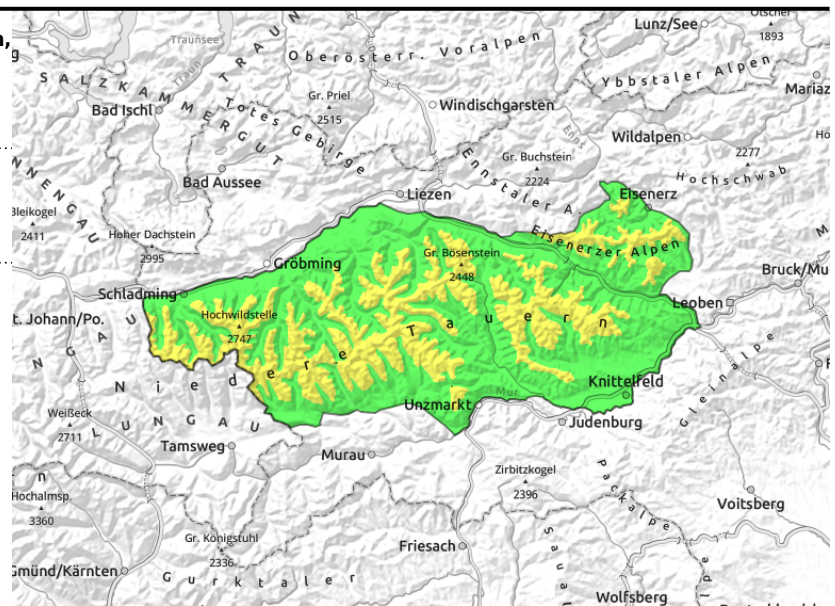 Lunz/See
Ötscher
1893
Traunsee
Traun
TRAUN
Oberösterr. Voralpen
Ybbstaler Alpen
SALZKAMMERGUT
Bad Ischl
Gr. Priel
2515
Totes Gebirge
Windischgarsten
Mariaz
Enns
Wildalpen
2277
Hochschwab
NNENGAU
Bad Aussee
Ennstaler A.
Gr. Buchstein
2224
Liezen
Eisenerz
Bleikogel
2411
Hoher Dachstein
2995
Eisenerzer Alpen
Gröbming
Gr. Bösenstein
2448
Bruck/Mu
Schladming
Leoben
t. Johann/Po.
Hochwildstelle
2747
Niedere Tauern
NGAU
Gleinalpe
Knittelfeld
Mur
Unzmarkt
Weißeck
2711
LUNGAU
Judenburg
Tamsweg
Murau
Zirbitzkogel
2396
Packalpe
Hochalmsp.
3360
Voitsberg
Gr. Königstuhl
2336
Friesach
Saual
Gmünd/Kärnten
Gurktaler
Wolfsberg